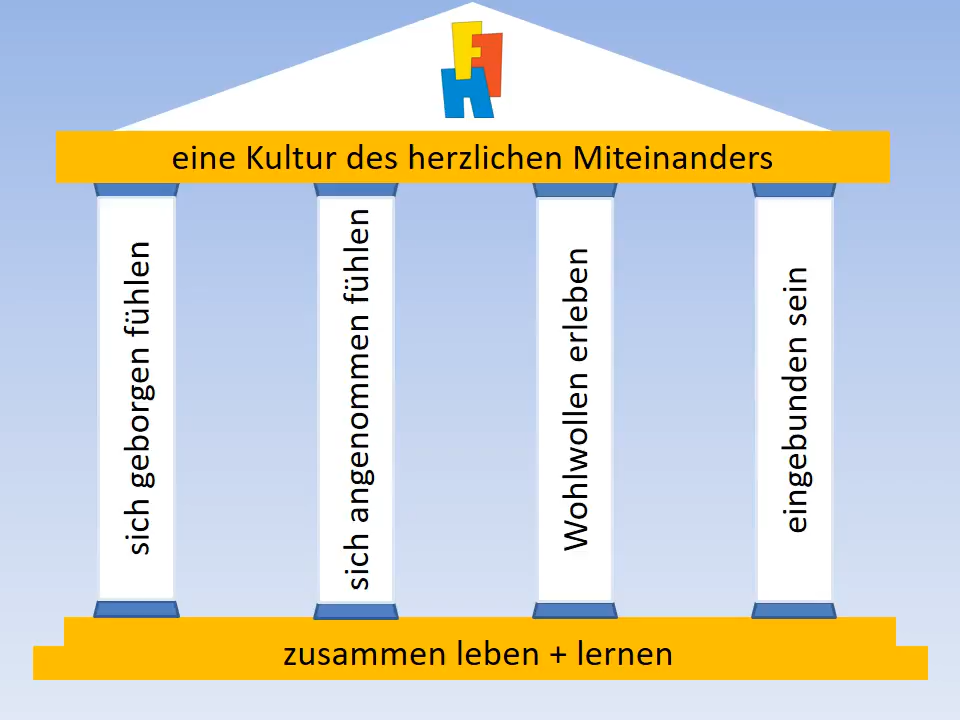 eine Kultur des herzlichen Miteinanders
sich geborgen fühlen
sich angenommen fühlen
Wohlwollen erleben
eingebunden sein
zusammen leben + lernen